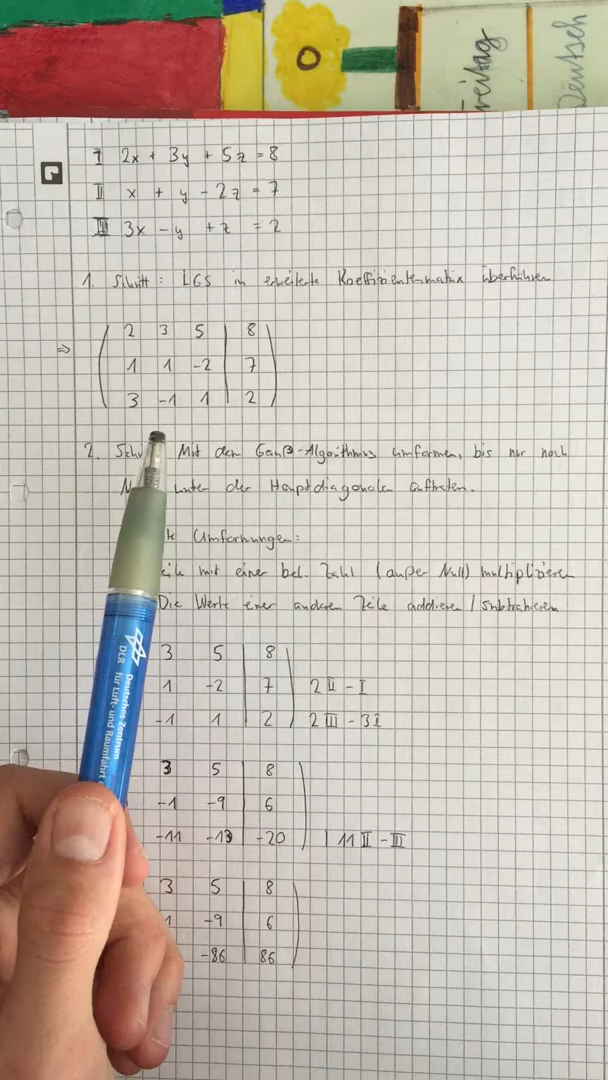 Freitag
Deutsch
I 2x + 3y + 5z = 8
II x + y - 2z = 7
III 3x - y + z = 2
1. Schritt: LGS in erweiterte Koeffizientenmatrix überführen
⇒ 2 3 5 | 8
1 1 -2 | 7
3 -1 1 | 2
2. Mit dem Gauß-Algorithmus umformen, bis nur noch
unter der Hauptdiagonale auftreten.
Umformungen:
mit einer bel. Zahl (außer Null) multiplizieren
Die Werte einer anderen Zeile addieren / subtrahieren
3 5 | 8
1 -2 | 7 | 2II - I
-1 1 | 2 | 2III - 3I
3 5 | 8
-1 -9 | 6
-11 -13 | -20 | 11II - III
3 5 | 8
-9 | 6
-86 | 86
DLR
Deutsches Zentrum
für Luft- und Raumfahrt